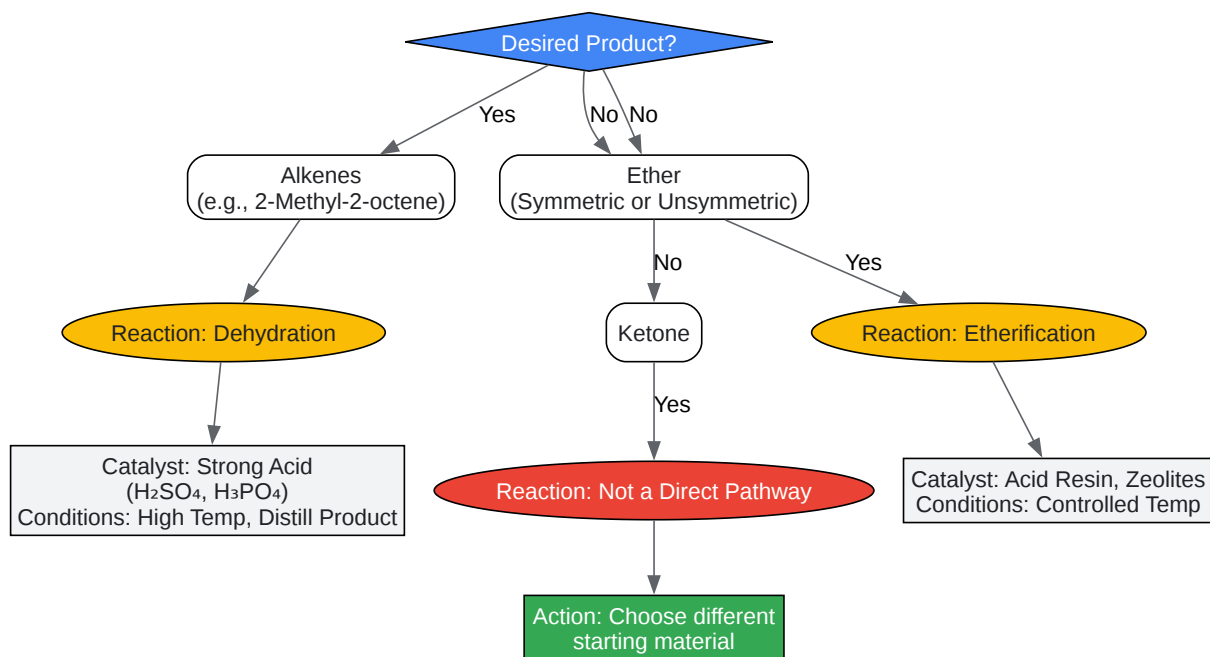 Desired Product?
Yes
No
No
Alkenes
(e.g., 2-Methyl-2-octene)
Ether
(Symmetric or Unsymmetric)
No
Yes
Reaction: Dehydration
Ketone
Reaction: Etherification
Yes
Catalyst: Strong Acid
(H₂SO₄, H₃PO₄)
Conditions: High Temp, Distill Product
Reaction: Not a Direct Pathway
Catalyst: Acid Resin, Zeolites
Conditions: Controlled Temp
Action: Choose different
starting material